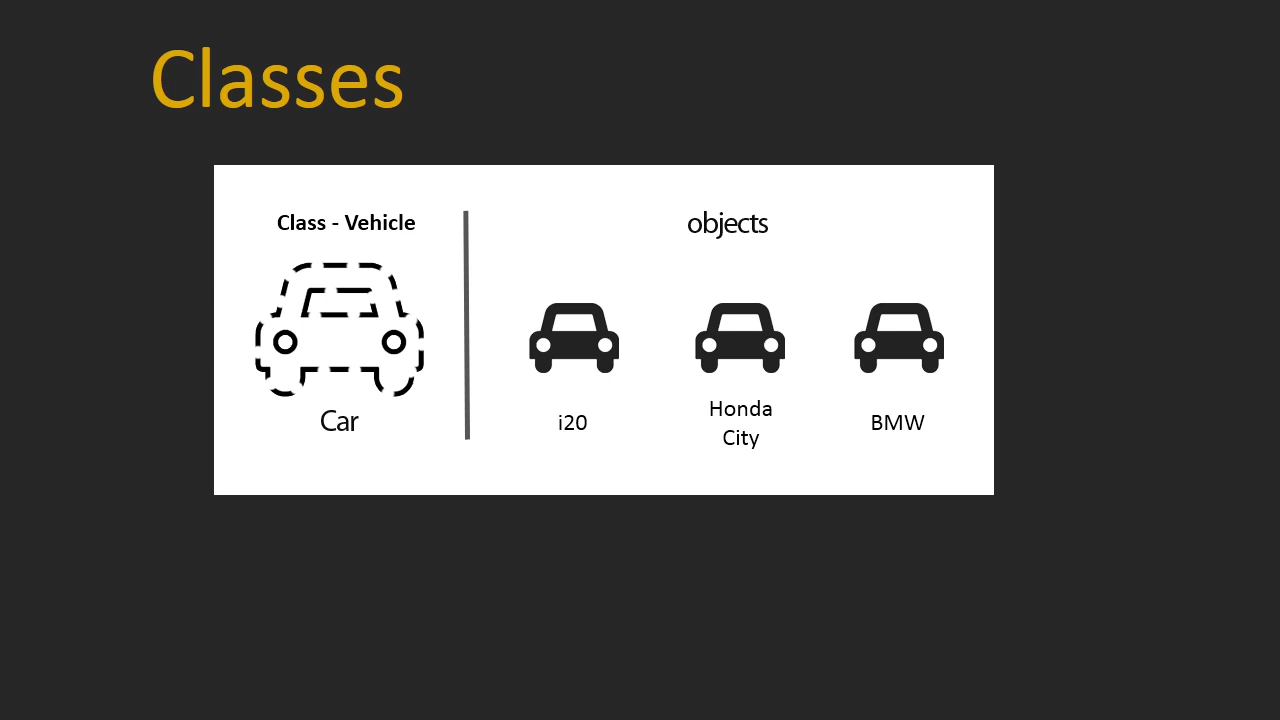 Classes
Class - Vehicle
Car
objects
i20
Honda
City
BMW